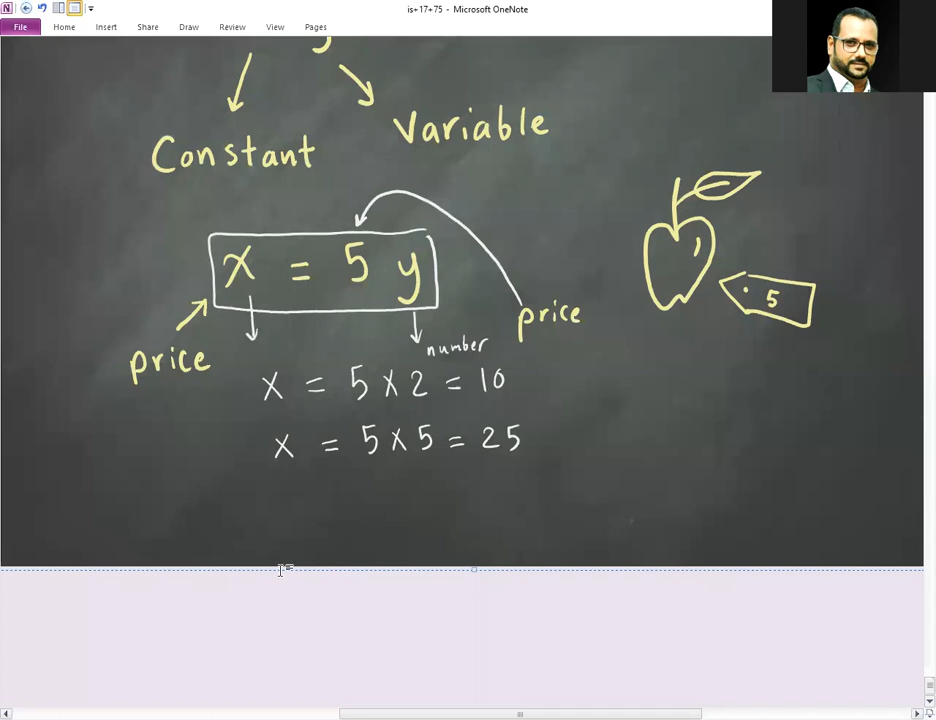 is+17+75 - Microsoft OneNote
File Home Insert Share Draw Review View Pages
Constant
Variable
x = 5 y
5
price
price
number
x = 5 x 2 = 10
x = 5 x 5 = 25